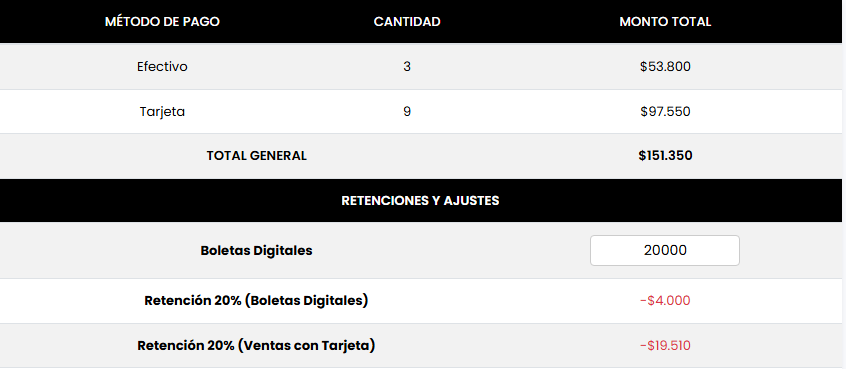 MÉTODO DE PAGO CANTIDAD MONTO TOTAL
Efectivo 3 $53.800
Tarjeta 9 $97.550
TOTAL GENERAL $151.350
RETENCIONES Y AJUSTES
Boletas Digitales 20000
Retención 20% (Boletas Digitales) -$4.000
Retención 20% (Ventas con Tarjeta) -$19.510